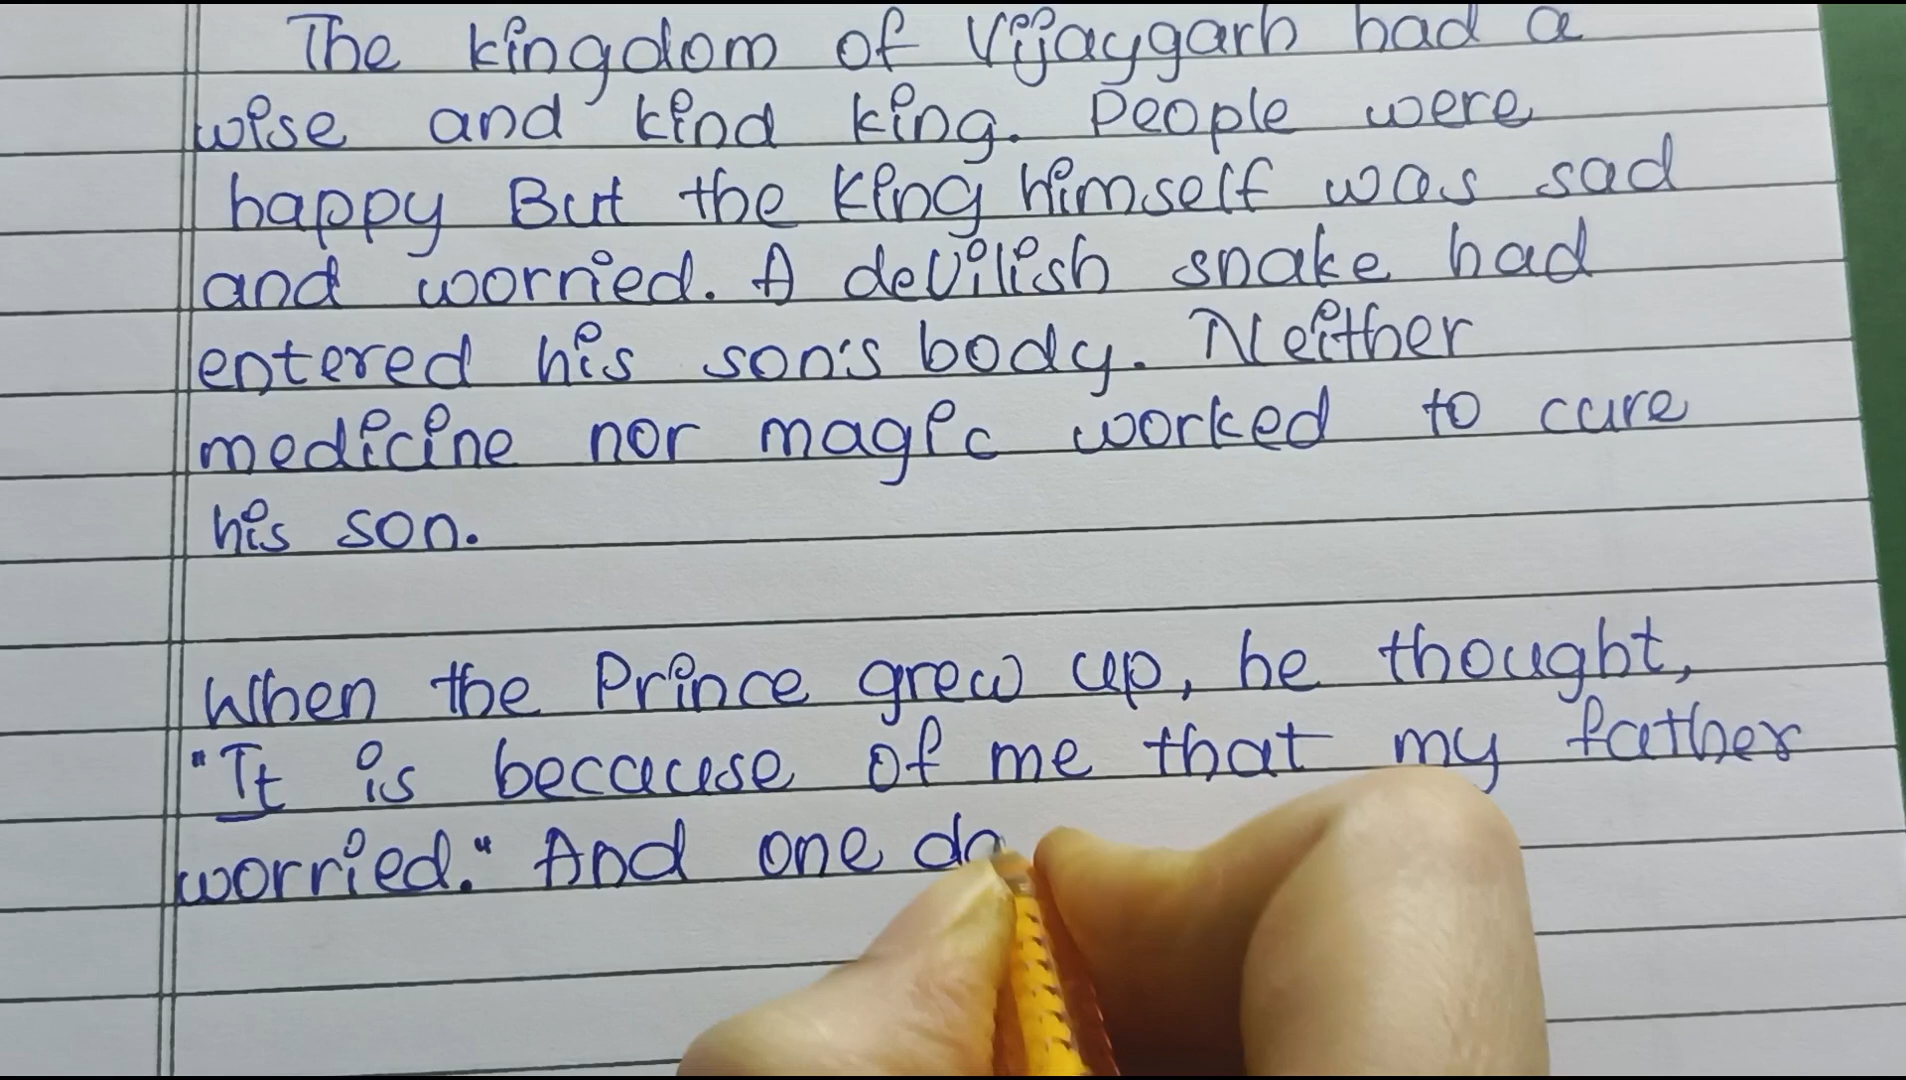 The kingdom of Vijaygarh had a
wise and kind king. People were
happy But the King himself was sad
and worried. A devilish snake had
entered his son's body. Neither
medicine nor magic worked to cure
his son.
When the Prince grew up, he thought,
"It is because of me that my father
worried." And one da